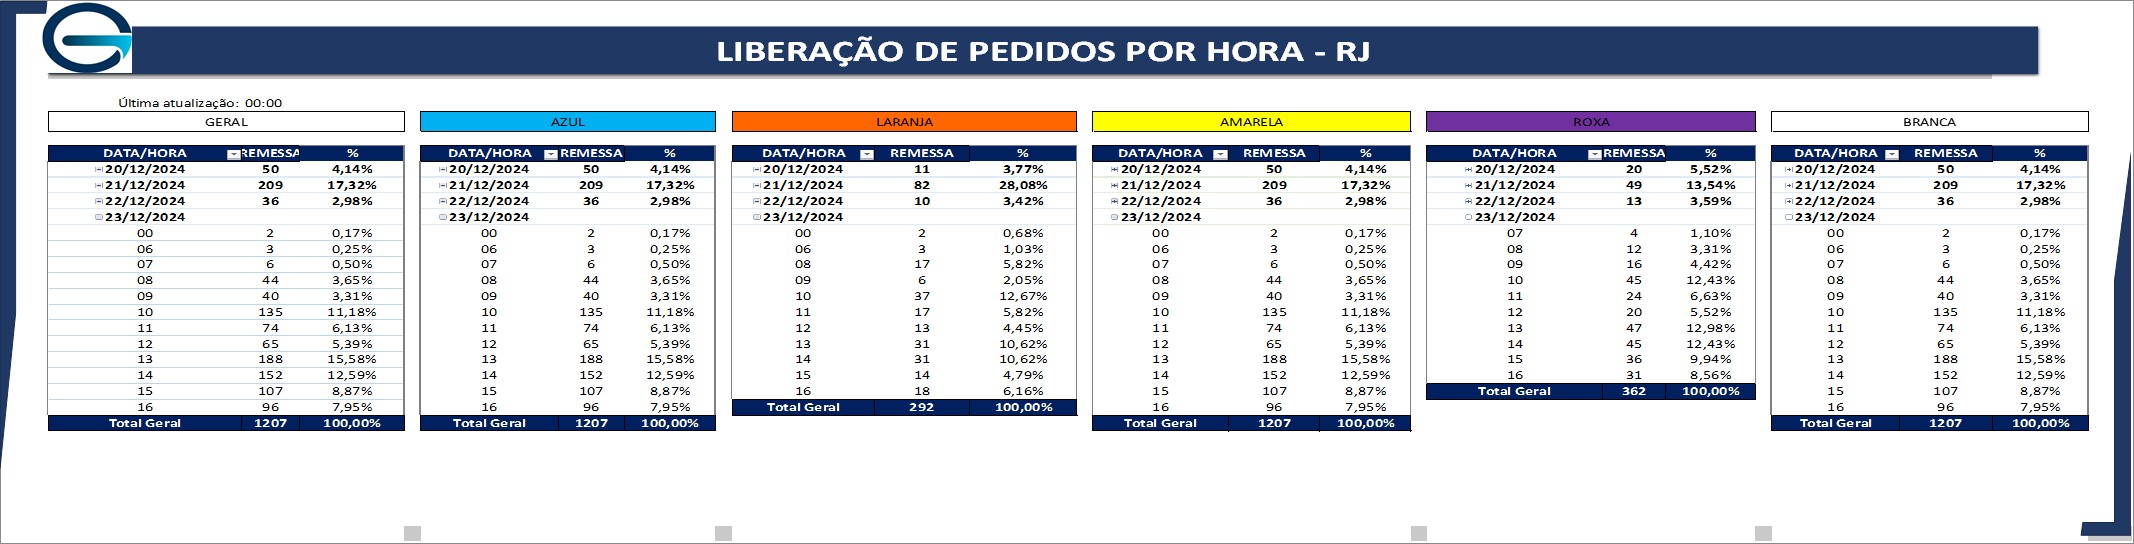 LIBERAÇÃO DE PEDIDOS POR HORA - RJ
Última atualização: 00:00
GERAL
DATA/HORA REMESSA %
20/12/2024 50 4,14%
21/12/2024 209 17,32%
22/12/2024 36 2,98%
23/12/2024
00 2 0,17%
06 3 0,25%
07 6 0,50%
08 44 3,65%
09 40 3,31%
10 135 11,18%
11 74 6,13%
12 65 5,39%
13 188 15,58%
14 152 12,59%
15 107 8,87%
16 96 7,95%
Total Geral 1207 100,00%
AZUL
DATA/HORA REMESSA %
20/12/2024 50 4,14%
21/12/2024 209 17,32%
22/12/2024 36 2,98%
23/12/2024
00 2 0,17%
06 3 0,25%
07 6 0,50%
08 44 3,65%
09 40 3,31%
10 135 11,18%
11 74 6,13%
12 65 5,39%
13 188 15,58%
14 152 12,59%
15 107 8,87%
16 96 7,95%
Total Geral 1207 100,00%
LARANJA
DATA/HORA REMESSA %
20/12/2024 11 3,77%
21/12/2024 82 28,08%
22/12/2024 10 3,42%
23/12/2024
00 2 0,68%
06 3 1,03%
08 17 5,82%
09 6 2,05%
10 37 12,67%
11 17 5,82%
12 13 4,45%
13 31 10,62%
14 31 10,62%
15 14 4,79%
16 18 6,16%
Total Geral 292 100,00%
AMARELA
DATA/HORA REMESSA %
20/12/2024 50 4,14%
21/12/2024 209 17,32%
22/12/2024 36 2,98%
23/12/2024
00 2 0,17%
06 3 0,25%
07 6 0,50%
08 44 3,65%
09 40 3,31%
10 135 11,18%
11 74 6,13%
12 65 5,39%
13 188 15,58%
14 152 12,59%
15 107 8,87%
16 96 7,95%
Total Geral 1207 100,00%
ROXA
DATA/HORA REMESSA %
20/12/2024 20 5,52%
21/12/2024 49 13,54%
22/12/2024 13 3,59%
23/12/2024
07 4 1,10%
08 12 3,31%
09 16 4,42%
10 45 12,43%
11 24 6,63%
12 20 5,52%
13 47 12,98%
14 45 12,43%
15 36 9,94%
16 31 8,56%
Total Geral 362 100,00%
BRANCA
DATA/HORA REMESSA %
20/12/2024 50 4,14%
21/12/2024 209 17,32%
22/12/2024 36 2,98%
23/12/2024
00 2 0,17%
06 3 0,25%
07 6 0,50%
08 44 3,65%
09 40 3,31%
10 135 11,18%
11 74 6,13%
12 65 5,39%
13 188 15,58%
14 152 12,59%
15 107 8,87%
16 96 7,95%
Total Geral 1207 100,00%